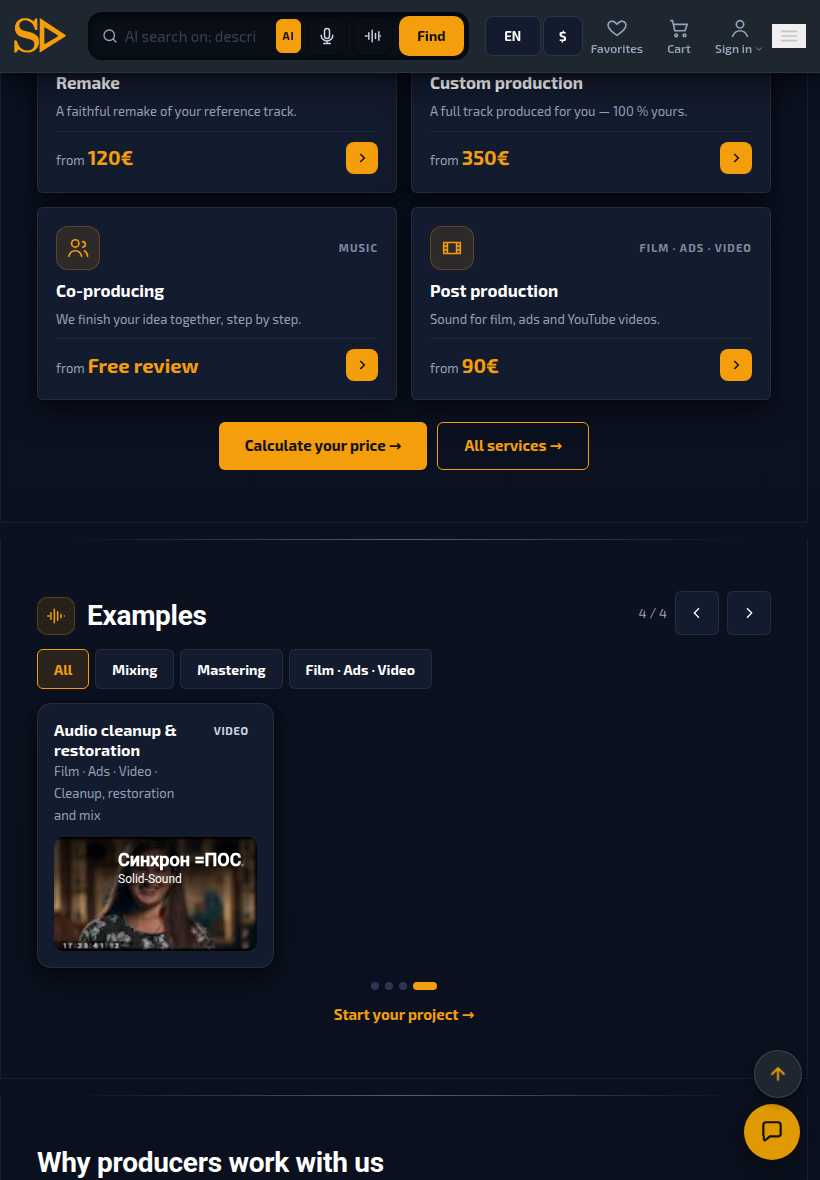 SD
AI search on: descri
AI
Find
EN
$
Favorites
Cart
Sign in
Remake
A faithful remake of your reference track.
from 120€
Custom production
A full track produced for you — 100 % yours.
from 350€
MUSIC
Co-producing
We finish your idea together, step by step.
from Free review
FILM · ADS · VIDEO
Post production
Sound for film, ads and YouTube videos.
from 90€
Calculate your price →
All services →
Examples
4 / 4
All
Mixing
Mastering
Film · Ads · Video
Audio cleanup &
restoration
VIDEO
Film · Ads · Video ·
Cleanup, restoration
and mix
Синхрон =ПОС
Solid-Sound
Start your project →
Why producers work with us